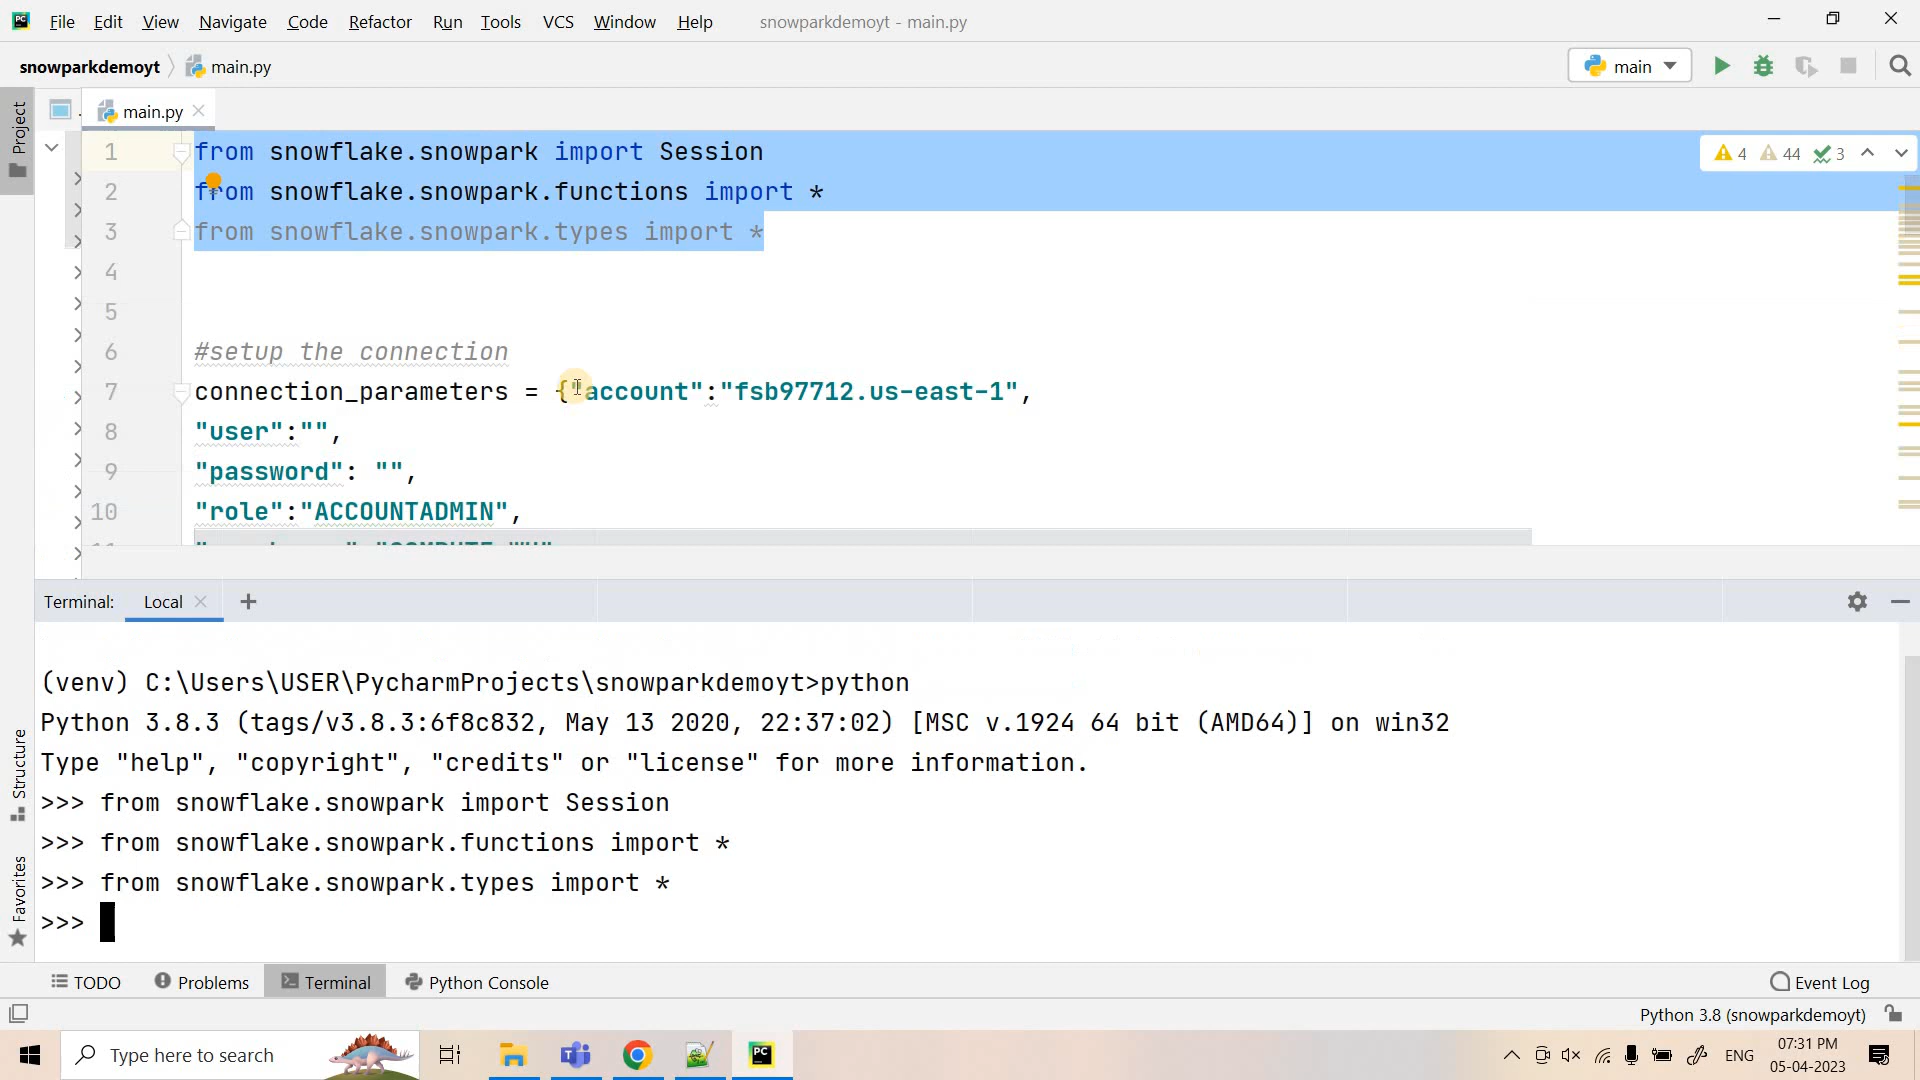 File Edit View Navigate Code Refactor Run Tools VCS Window Help snowparkdemoyt - main.py
snowparkdemoyt main.py main
Project
main.py
1 from snowflake.snowpark import Session
4 44 3
2 from snowflake.snowpark.functions import *
3 from snowflake.snowpark.types import *
4
5
6 #setup the connection
7 connection_parameters = {"account":"fsb97712.us-east-1",
8 "user":"",
9 "password": "",
10 "role":"ACCOUNTADMIN",
Terminal: Local
(venv) C:\Users\USER\PycharmProjects\snowparkdemoyt>python
Python 3.8.3 (tags/v3.8.3:6f8c832, May 13 2020, 22:37:02) [MSC v.1924 64 bit (AMD64)] on win32
Type "help", "copyright", "credits" or "license" for more information.
>>> from snowflake.snowpark import Session
>>> from snowflake.snowpark.functions import *
>>> from snowflake.snowpark.types import *
>>>
Structure
Favorites
TODO Problems Terminal Python Console Event Log
Python 3.8 (snowparkdemoyt)
PC
Type here to search
ENG
07:31 PM
05-04-2023